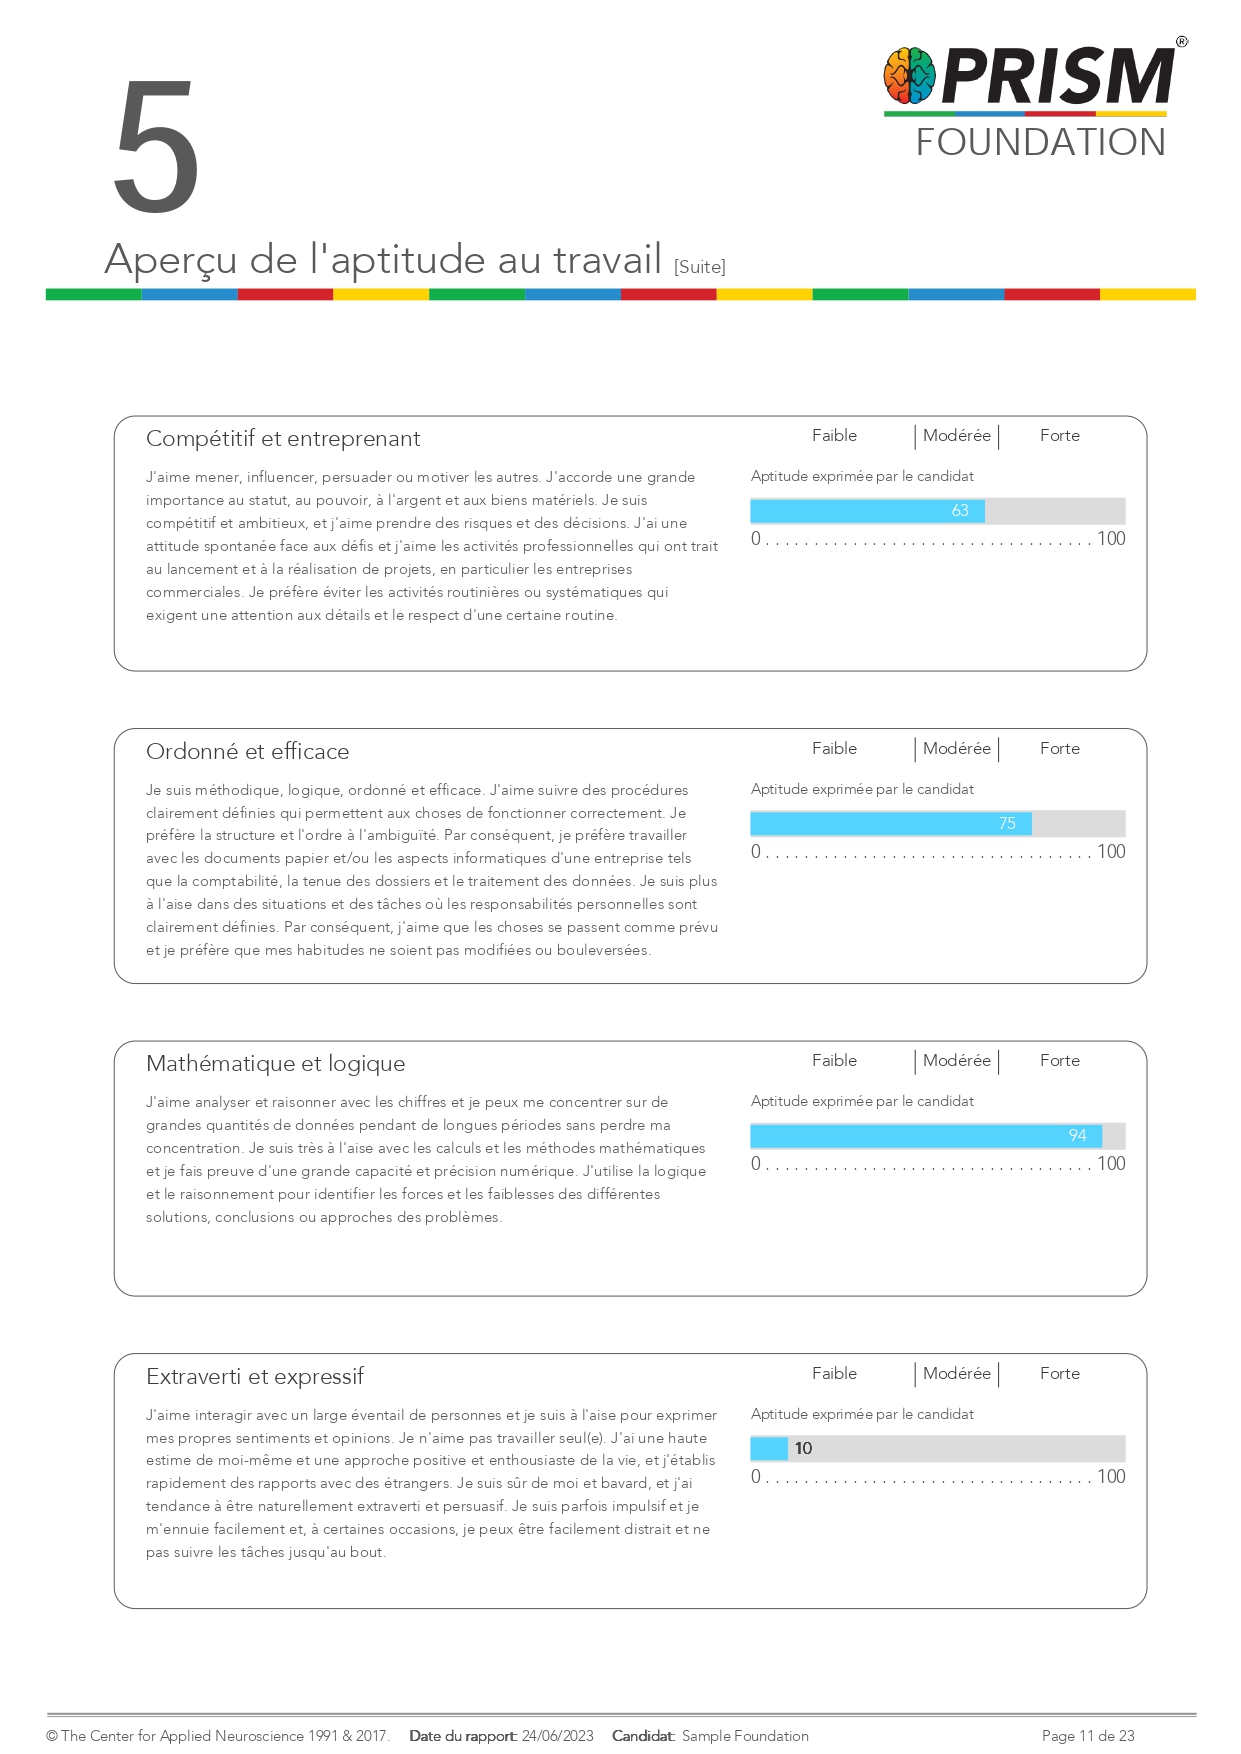 5
PRISM®
FOUNDATION
Aperçu de l'aptitude au travail [Suite]
Compétitif et entreprenant
Faible | Modérée | Forte
J'aime mener, influencer, persuader ou motiver les autres. J'accorde une grande
importance au statut, au pouvoir, à l'argent et aux biens matériels. Je suis
compétitif et ambitieux, et j'aime prendre des risques et des décisions. J'ai une
attitude spontanée face aux défis et j'aime les activités professionnelles qui ont trait
au lancement et à la réalisation de projets, en particulier les entreprises
commerciales. Je préfère éviter les activités routinières ou systématiques qui
exigent une attention aux détails et le respect d'une certaine routine.
Aptitude exprimée par le candidat
63
0 . . . . . . . . . . . . . . . . . . . . . . . . . . . . . . . . . . 100
Ordonné et efficace
Faible | Modérée | Forte
Je suis méthodique, logique, ordonné et efficace. J'aime suivre des procédures
clairement définies qui permettent aux choses de fonctionner correctement. Je
préfère la structure et l'ordre à l'ambiguïté. Par conséquent, je préfère travailler
avec les documents papier et/ou les aspects informatiques d'une entreprise tels
que la comptabilité, la tenue des dossiers et le traitement des données. Je suis plus
à l'aise dans des situations et des tâches où les responsabilités personnelles sont
clairement définies. Par conséquent, j'aime que les choses se passent comme prévu
et je préfère que mes habitudes ne soient pas modifiées ou bouleversées.
Aptitude exprimée par le candidat
75
0 . . . . . . . . . . . . . . . . . . . . . . . . . . . . . . . . . . 100
Mathématique et logique
Faible | Modérée | Forte
J'aime analyser et raisonner avec les chiffres et je peux me concentrer sur de
grandes quantités de données pendant de longues périodes sans perdre ma
concentration. Je suis très à l'aise avec les calculs et les méthodes mathématiques
et je fais preuve d'une grande capacité et précision numérique. J'utilise la logique
et le raisonnement pour identifier les forces et les faiblesses des différentes
solutions, conclusions ou approches des problèmes.
Aptitude exprimée par le candidat
94
0 . . . . . . . . . . . . . . . . . . . . . . . . . . . . . . . . . . 100
Extraverti et expressif
Faible | Modérée | Forte
J'aime interagir avec un large éventail de personnes et je suis à l'aise pour exprimer
mes propres sentiments et opinions. Je n'aime pas travailler seul(e). J'ai une haute
estime de moi-même et une approche positive et enthousiaste de la vie, et j'établis
rapidement des rapports avec des étrangers. Je suis sûr de moi et bavard, et j'ai
tendance à être naturellement extraverti et persuasif. Je suis parfois impulsif et je
m'ennuie facilement et, à certaines occasions, je peux être facilement distrait et ne
pas suivre les tâches jusqu'au bout.
Aptitude exprimée par le candidat
10
0 . . . . . . . . . . . . . . . . . . . . . . . . . . . . . . . . . . 100
© The Center for Applied Neuroscience 1991 & 2017. Date du rapport: 24/06/2023 Candidat: Sample Foundation Page 11 de 23